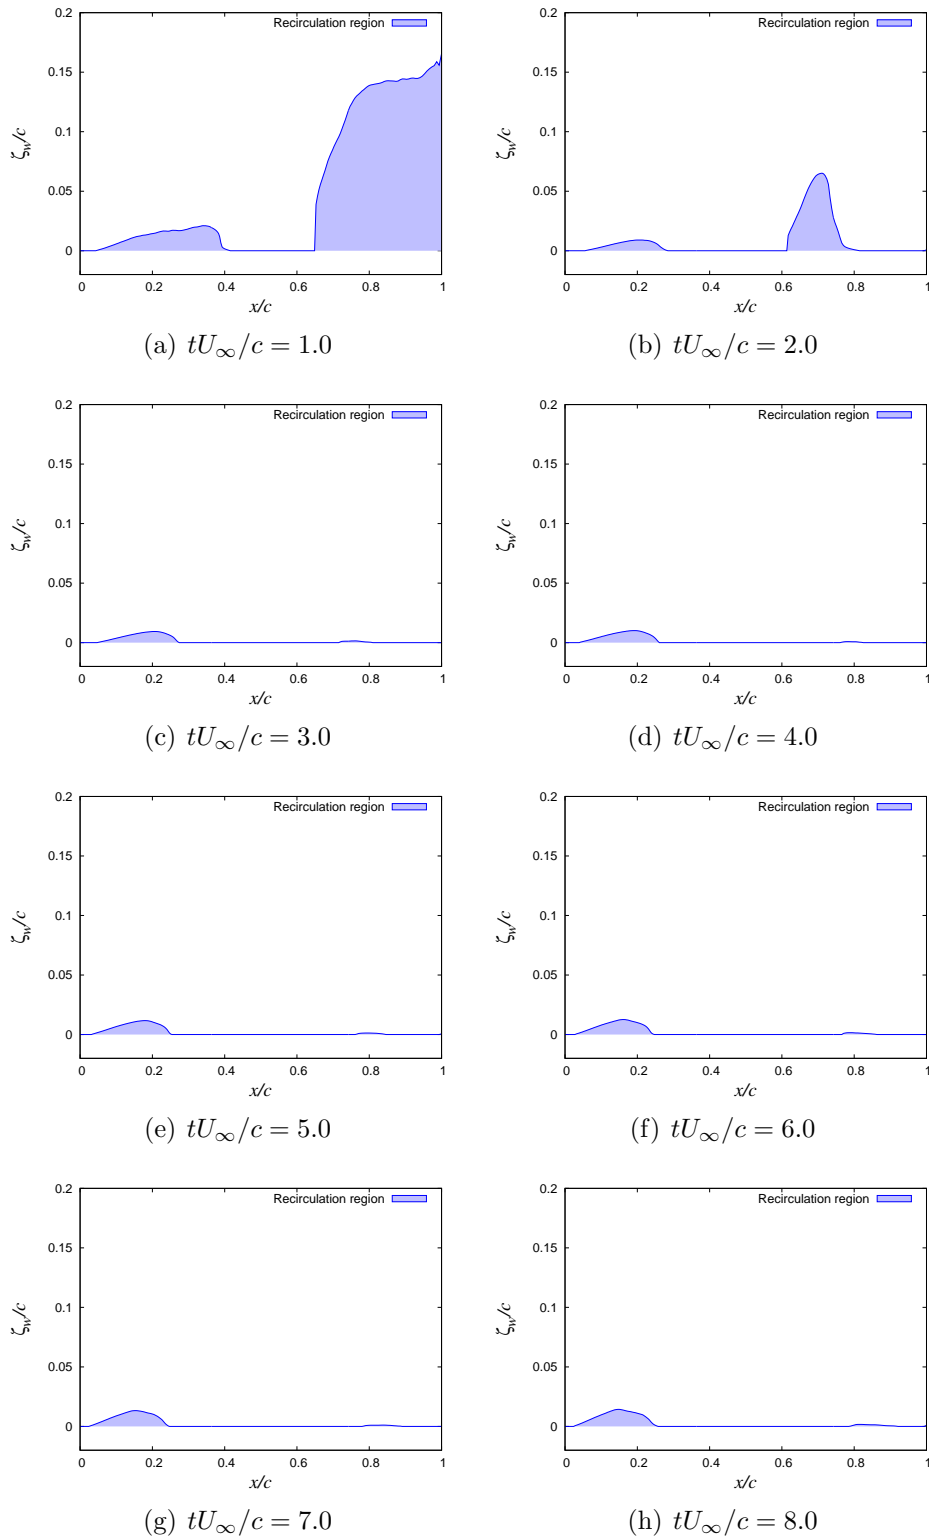 Recirculation region
0.2
0.15
0.1
0.05
0
ζw/c
0 0.2 0.4 0.6 0.8 1
x/c
(a) tU∞/c = 1.0
Recirculation region
0.2
0.15
0.1
0.05
0
ζw/c
0 0.2 0.4 0.6 0.8 1
x/c
(b) tU∞/c = 2.0
Recirculation region
0.2
0.15
0.1
0.05
0
ζw/c
0 0.2 0.4 0.6 0.8 1
x/c
(c) tU∞/c = 3.0
Recirculation region
0.2
0.15
0.1
0.05
0
ζw/c
0 0.2 0.4 0.6 0.8 1
x/c
(d) tU∞/c = 4.0
Recirculation region
0.2
0.15
0.1
0.05
0
ζw/c
0 0.2 0.4 0.6 0.8 1
x/c
(e) tU∞/c = 5.0
Recirculation region
0.2
0.15
0.1
0.05
0
ζw/c
0 0.2 0.4 0.6 0.8 1
x/c
(f) tU∞/c = 6.0
Recirculation region
0.2
0.15
0.1
0.05
0
ζw/c
0 0.2 0.4 0.6 0.8 1
x/c
(g) tU∞/c = 7.0
Recirculation region
0.2
0.15
0.1
0.05
0
ζw/c
0 0.2 0.4 0.6 0.8 1
x/c
(h) tU∞/c = 8.0